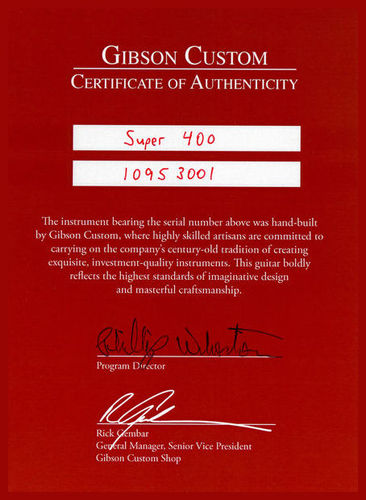 GIBSON CUSTOM
CERTIFICATE OF AUTHENTICITY
Super 400
10953001
The instrument bearing the serial number above was hand-built
by Gibson Custom, where highly skilled artisans are committed to
carrying on the company's century-old tradition of creating
exquisite, investment-quality instruments. This guitar boldly
reflects the highest standards of imaginative design
and masterful craftsmanship.
Program Director
Rick Gembar
General Manager, Senior Vice President
Gibson Custom Shop